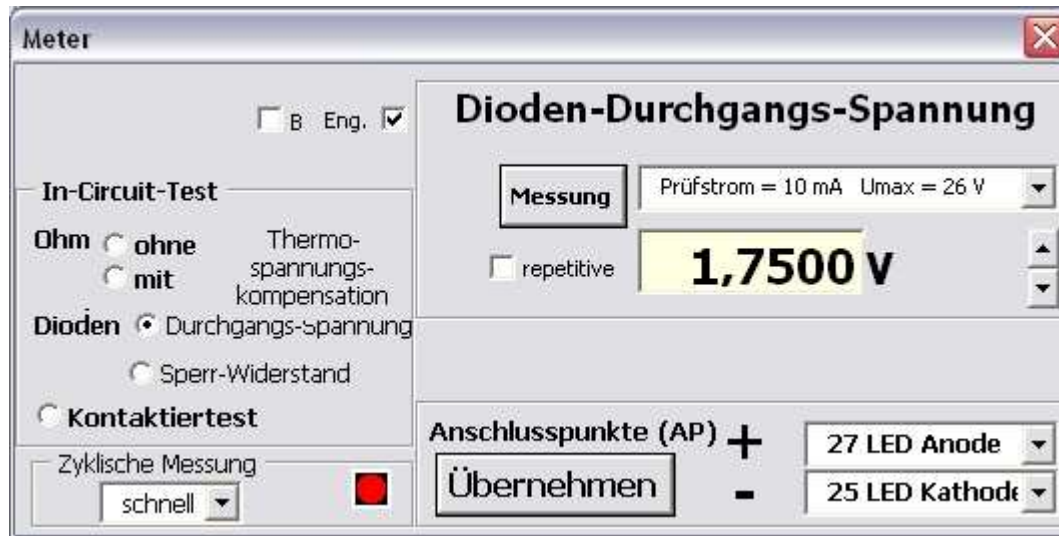 Meter
B Eng.
In-Circuit-Test
Ohm ohne
mit
Thermo-
spannungs-
kompensation
Dioden Durchgangs-Spannung
Sperr-Widerstand
Kontaktiertest
Zyklische Messung
schnell
Dioden-Durchgangs-Spannung
Messung Prüfstrom = 10 mA Umax = 26 V
repetitive 1,7500 V
Anschlusspunkte (AP) + 27 LED Anode
Übernehmen - 25 LED Kathode